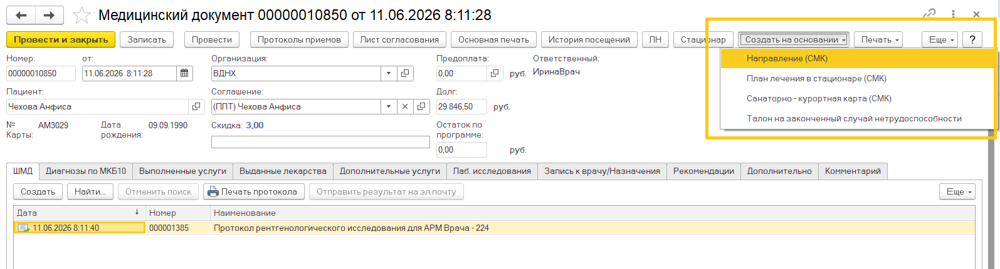 Медицинский документ 00000010850 от 11.06.2026 8:11:28
Провести и закрыть Записать Провести Протоколы приемов Лист согласования Основная печать История посещений ЛН Стационар Создать на основании Печать Еще ?
Направление (СМК)
План лечения в стационаре (СМК)
Санаторно - курортная карта (СМК)
Талон на законченный случай нетрудоспособности
Номер: от: Организация: Предоплата: Ответственный:
00000010850 11.06.2026 8:11:28 ВДНХ 0,00 руб. ИринаВрач
Пациент: Соглашение: Долг:
Чехова Анфиса (ППТ) Чехова Анфиса 29 846,50 руб.
№ Карты: АМ3029 Дата рождения: 09.09.1990 Скидка: 3,00 Остаток по программе:
0,00 руб.
ШМД Диагнозы по МКБ10 Выполненные услуги Выданные лекарства Дополнительные услуги Лаб. исследования Запись к врачу/Назначения Рекомендации Дополнительно Комментарий
Создать Найти... Отменить поиск Печать протокола Отправить результат на эл.почту Еще
Дата ↓ Номер Наименование
11.06.2026 8:11:40 000001385 Протокол рентгенологического исследования для АРМ Врача - 224